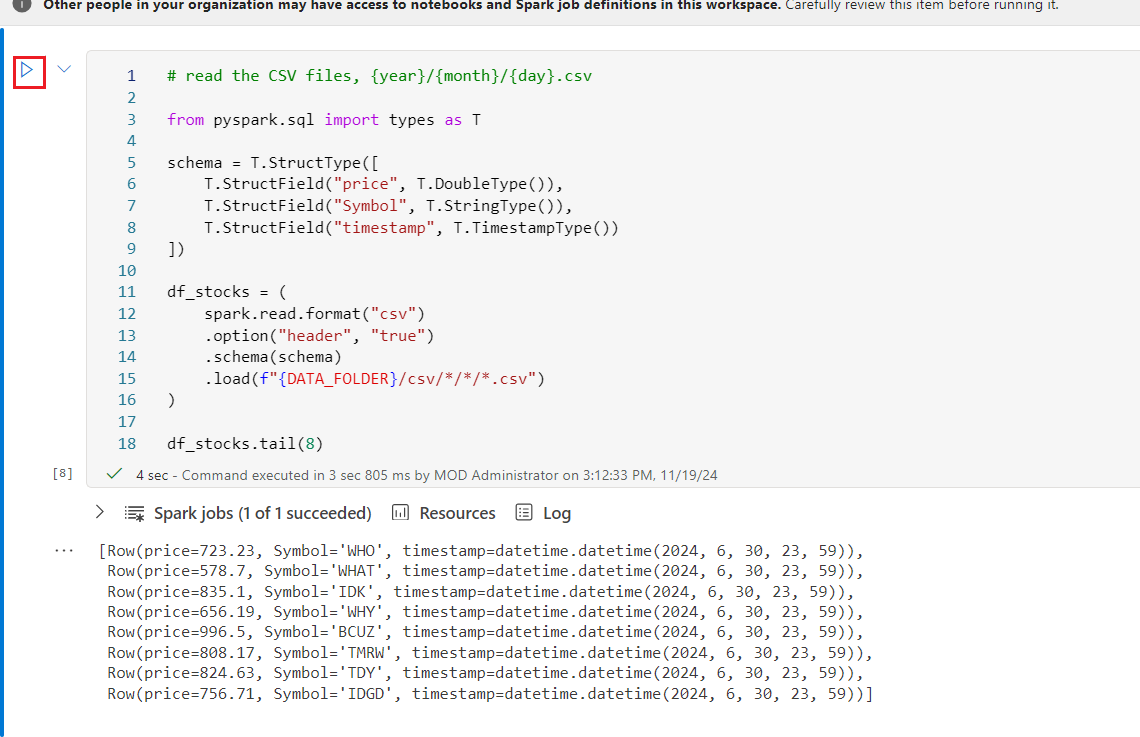 Other people in your organization may have access to notebooks and Spark job definitions in this workspace. Carefully review this item before running it.
1 # read the CSV files, {year}/{month}/{day}.csv
2
3 from pyspark.sql import types as T
4
5 schema = T.StructType([
6     T.StructField("price", T.DoubleType()),
7     T.StructField("Symbol", T.StringType()),
8     T.StructField("timestamp", T.TimestampType())
9 ])
10
11 df_stocks = (
12     spark.read.format("csv")
13     .option("header", "true")
14     .schema(schema)
15     .load(f"{DATA_FOLDER}/csv/*/*/*.csv")
16 )
17
18 df_stocks.tail(8)
[8] 4 sec - Command executed in 3 sec 805 ms by MOD Administrator on 3:12:33 PM, 11/19/24
Spark jobs (1 of 1 succeeded) Resources Log
... [Row(price=723.23, Symbol='WHO', timestamp=datetime.datetime(2024, 6, 30, 23, 59)),
Row(price=578.7, Symbol='WHAT', timestamp=datetime.datetime(2024, 6, 30, 23, 59)),
Row(price=835.1, Symbol='IDK', timestamp=datetime.datetime(2024, 6, 30, 23, 59)),
Row(price=656.19, Symbol='WHY', timestamp=datetime.datetime(2024, 6, 30, 23, 59)),
Row(price=996.5, Symbol='BCUZ', timestamp=datetime.datetime(2024, 6, 30, 23, 59)),
Row(price=808.17, Symbol='TMRW', timestamp=datetime.datetime(2024, 6, 30, 23, 59)),
Row(price=824.63, Symbol='TDY', timestamp=datetime.datetime(2024, 6, 30, 23, 59)),
Row(price=756.71, Symbol='IDGD', timestamp=datetime.datetime(2024, 6, 30, 23, 59))]